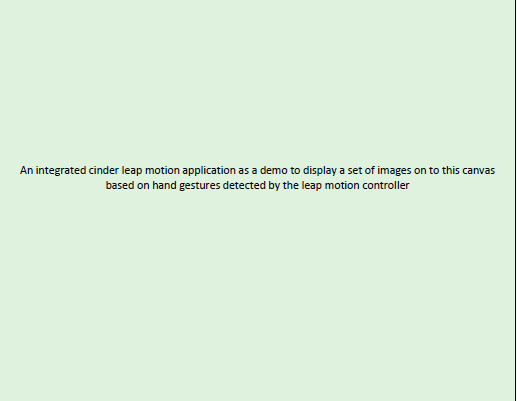 An integrated cinder leap motion application as a demo to display a set of images on to this canvas
based on hand gestures detected by the leap motion controller